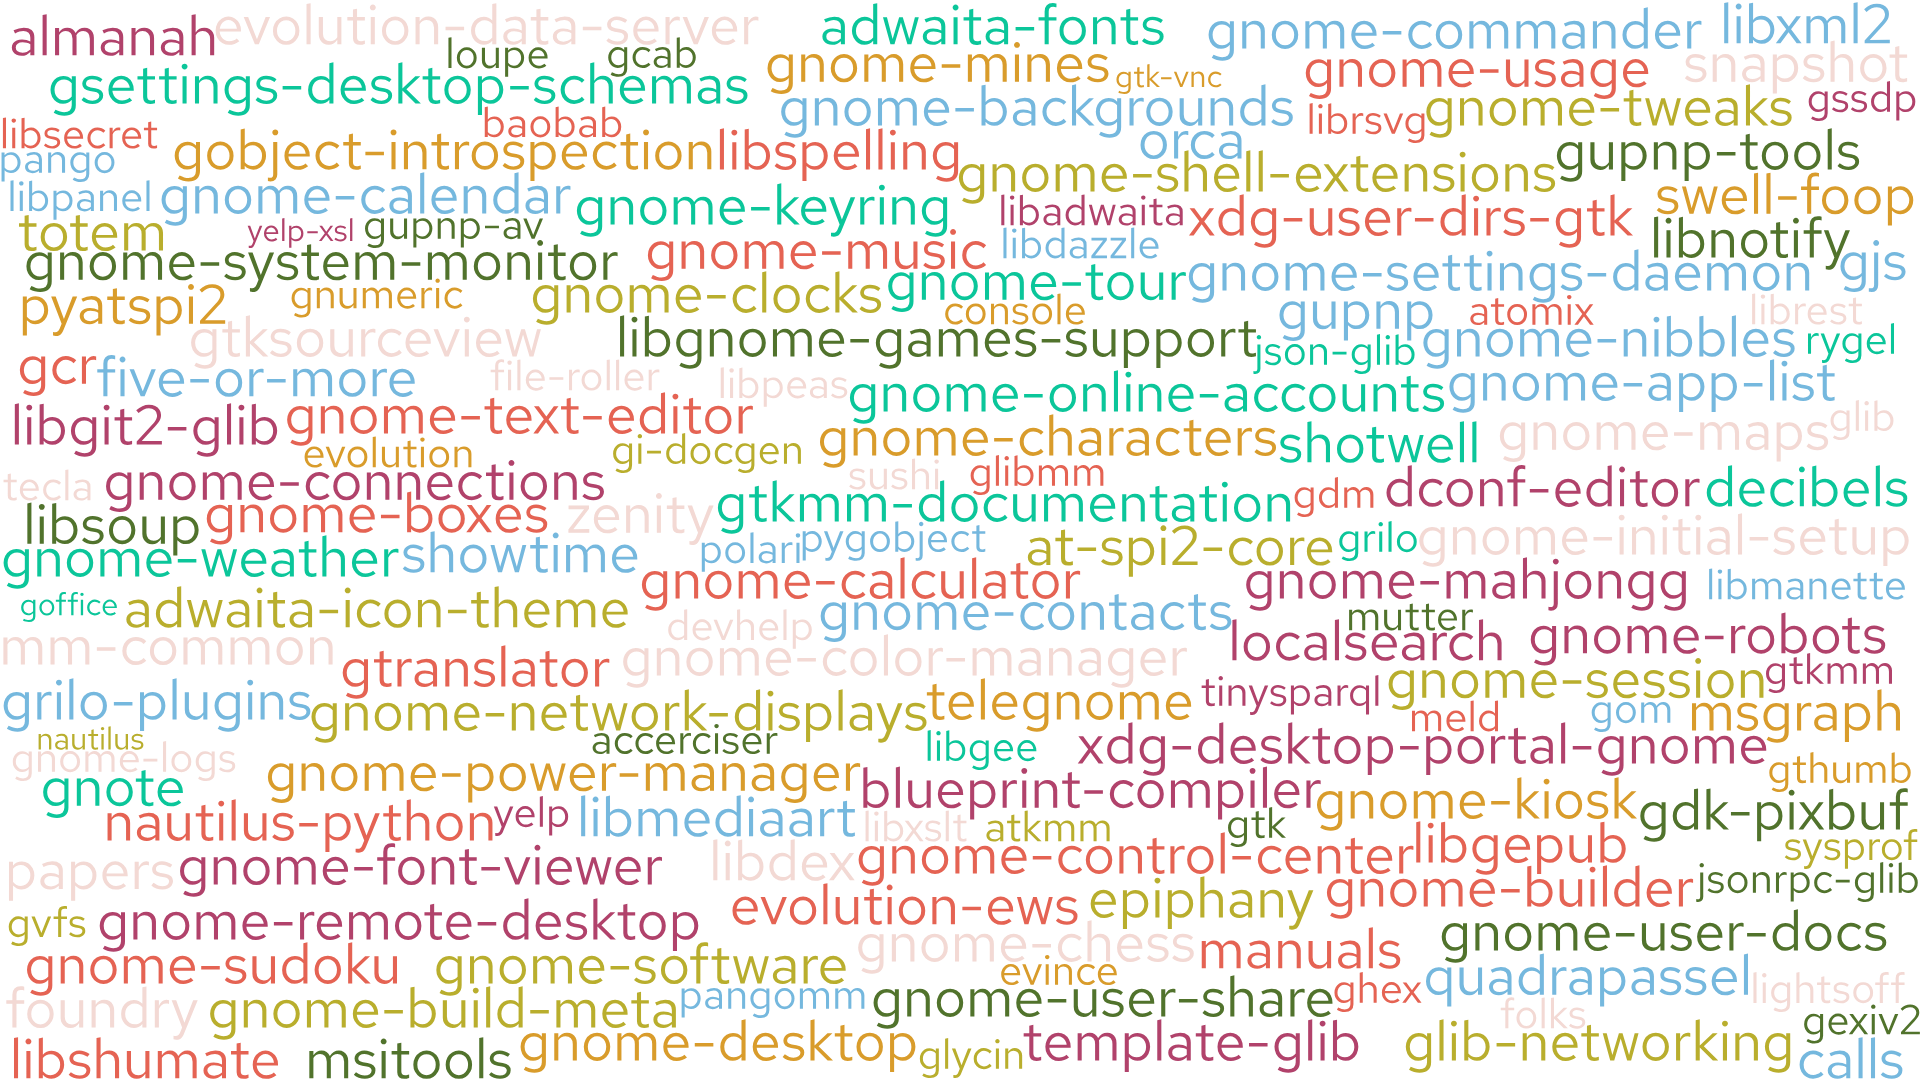 almanah evolution-data-server adwaita-fonts gnome-commander libxml2
loupe gcab gnome-mines gtk-vnc gnome-usage snapshot
gsettings-desktop-schemas gnome-backgrounds librsvg gnome-tweaks gssdp
libsecret baobab orca
pango gobject-introspection libspelling gnome-shell-extensions gupnp-tools
libpanel gnome-calendar gnome-keyring libadwaita xdg-user-dirs-gtk swell-foop
totem yelp-xsl gupnp-av gnome-music libdazzle libnotify
gnome-system-monitor gnome-tour gnome-settings-daemon gjs
pyatspi2 gnumeric gnome-clocks console gupnp atomix librest
gtksourceview libgnome-games-support json-glib gnome-nibbles rygel
gcr five-or-more file-roller libpeas gnome-online-accounts gnome-app-list
libgit2-glib gnome-text-editor gnome-characters shotwell gnome-maps glib
evolution gi-docgen sushi glibmm
tecla gnome-connections gtkmm-documentation gdm dconf-editor decibels
libsoup gnome-boxes zenity
gnome-weather showtime polari pygobject at-spi2-core grilo gnome-initial-setup
gnome-calculator gnome-mahjongg libmanette
goffice adwaita-icon-theme devhelp gnome-contacts mutter
mm-common gtranslator gnome-color-manager localsearch gnome-robots
grilo-plugins gnome-network-displays telegnome tinysparql gnome-session gtkmm
nautilus accerciser libgee meld gom msgraph
gnome-logs xdg-desktop-portal-gnome
gnote gnome-power-manager blueprint-compiler gnome-kiosk gthumb
nautilus-python yelp libmediaart libxslt atkmm gtk gdk-pixbuf
papers gnome-font-viewer libdex gnome-control-center libgepub sysprof
gvfs gnome-remote-desktop evolution-ews epiphany gnome-builder jsonrpc-glib
gnome-sudoku gnome-software gnome-chess manuals gnome-user-docs
evince
foundry gnome-build-meta pangomm gnome-user-share ghex quadrapassel lightsoff
folks gexiv2
libshumate msitools gnome-desktop glycin template-glib glib-networking calls